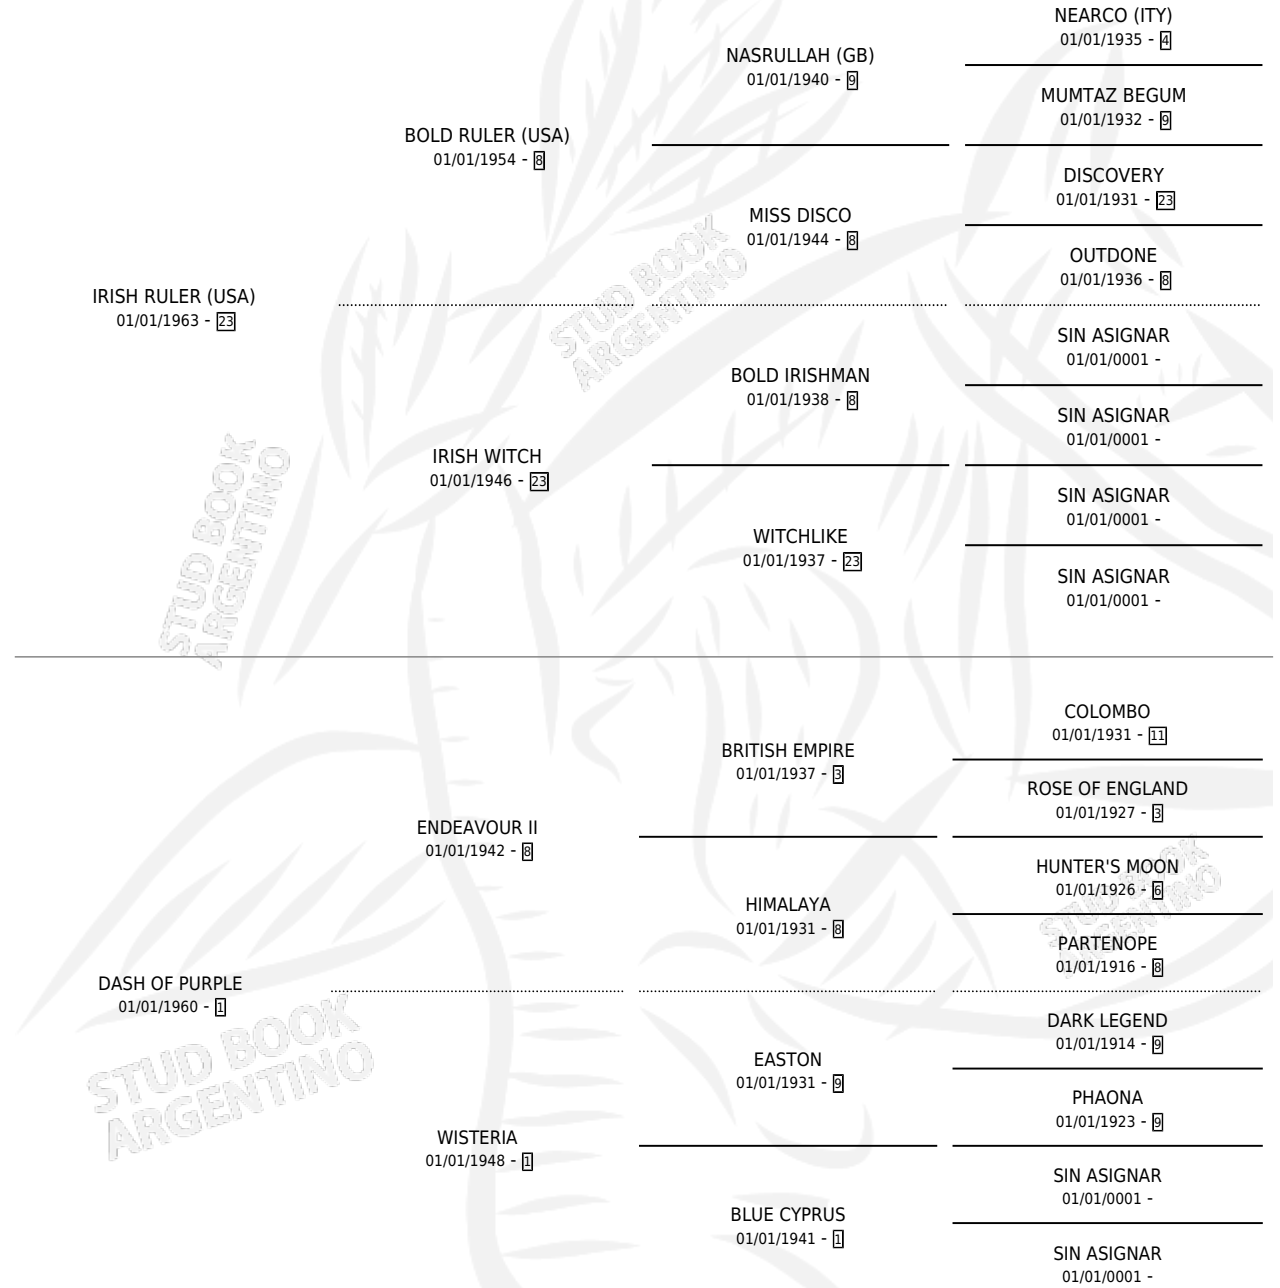 NEARCO (ITY)
01/01/1935 - 4
NASRULLAH (GB)
01/01/1940 - 9
MUMTAZ BEGUM
01/01/1932 - 9
BOLD RULER (USA)
01/01/1954 - 8
DISCOVERY
01/01/1931 - 23
MISS DISCO
01/01/1944 - 8
OUTDONE
01/01/1936 - 8
IRISH RULER (USA)
01/01/1963 - 23
SIN ASIGNAR
01/01/0001 -
BOLD IRISHMAN
01/01/1938 - 8
SIN ASIGNAR
01/01/0001 -
IRISH WITCH
01/01/1946 - 23
SIN ASIGNAR
01/01/0001 -
WITCHLIKE
01/01/1937 - 23
SIN ASIGNAR
01/01/0001 -
STUD BOOK
ARGENTINO
STUD BOOK
ARGENTINO
COLOMBO
01/01/1931 - 11
BRITISH EMPIRE
01/01/1937 - 3
ROSE OF ENGLAND
01/01/1927 - 3
ENDEAVOUR II
01/01/1942 - 8
HUNTER'S MOON
01/01/1926 - 6
HIMALAYA
01/01/1931 - 8
PARTENOPE
01/01/1916 - 8
DASH OF PURPLE
01/01/1960 - 1
DARK LEGEND
01/01/1914 - 9
EASTON
01/01/1931 - 9
PHAONA
01/01/1923 - 9
WISTERIA
01/01/1948 - 1
SIN ASIGNAR
01/01/0001 -
BLUE CYPRUS
01/01/1941 - 1
SIN ASIGNAR
01/01/0001 -
STUD BOOK
ARGENTINO
STUD BOOK
ARGENTINO